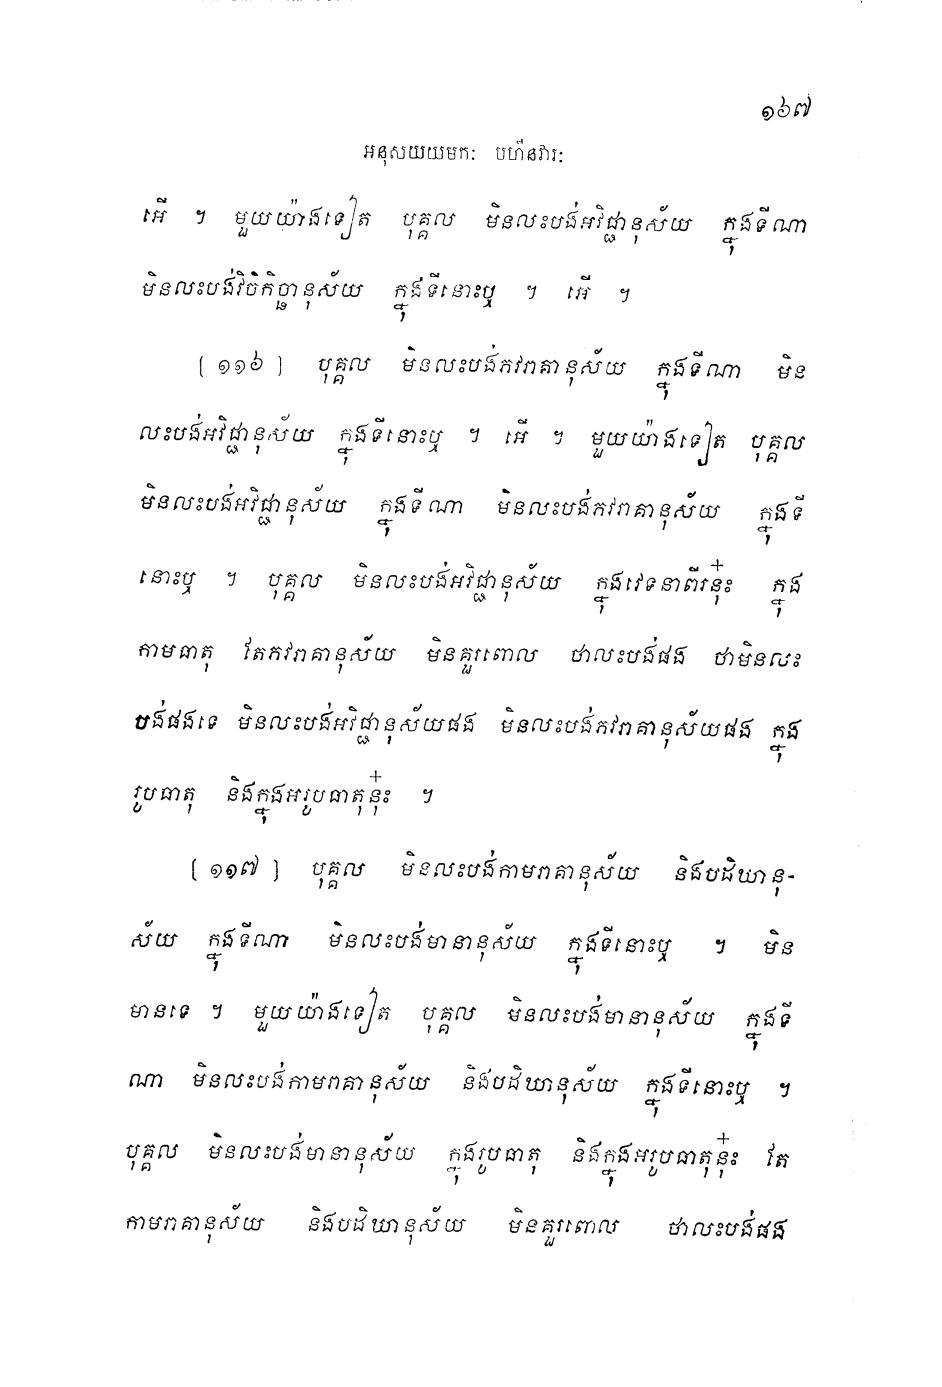 ១៦៧
អនុសយយមកៈ បហីនវារៈ
អើ ។ មួយយ៉ាងទៀត បុគ្គល មិនលះបង់អវិជ្ជានុស័យ ក្នុងទីណា
មិនលះបង់វិចិកិច្ឆានុស័យ ក្នុងទីនោះឬ ។ អើ ។
[ ១១៦ ] បុគ្គល មិនលះបង់ភវរាគានុស័យ ក្នុងទីណា មិន
លះបង់អវិជ្ជានុស័យ ក្នុងទីនោះឬ ។ អើ ។ មួយយ៉ាងទៀត បុគ្គល
មិនលះបង់អវិជ្ជានុស័យ ក្នុងទីណា មិនលះបង់ភវរាគានុស័យ ក្នុងទី
នោះឬ ។ បុគ្គល មិនលះបង់អវិជ្ជានុស័យ ក្នុងវេទនាពីរនុ៎ះ ក្នុង
កាមធាតុ តែភវរាគានុស័យ មិនគួរពោល ថាលះបង់ផង ថាមិនលះ
បង់ផងទេ មិនលះបង់អវិជ្ជានុស័យផង មិនលះបង់ភវរាគានុស័យផង ក្នុង
រូបធាតុ និងក្នុងអរូបធាតុនុ៎ះ ។
[ ១១៧ ] បុគ្គល មិនលះបង់កាមរាគានុស័យ និងបដិឃានុ-
ស័យ ក្នុងទីណា មិនលះបង់មានានុស័យ ក្នុងទីនោះឬ ។ មិន
មានទេ ។ មួយយ៉ាងទៀត បុគ្គល មិនលះបង់មានានុស័យ ក្នុងទី
ណា មិនលះបង់កាមរាគានុស័យ និងបដិឃានុស័យ ក្នុងទីនោះឬ ។
បុគ្គល មិនលះបង់មានានុស័យ ក្នុងរូបធាតុ និងក្នុងអរូបធាតុនុ៎ះ តែ
កាមរាគានុស័យ និងបដិឃានុស័យ មិនគួរពោល ថាលះបង់ផង